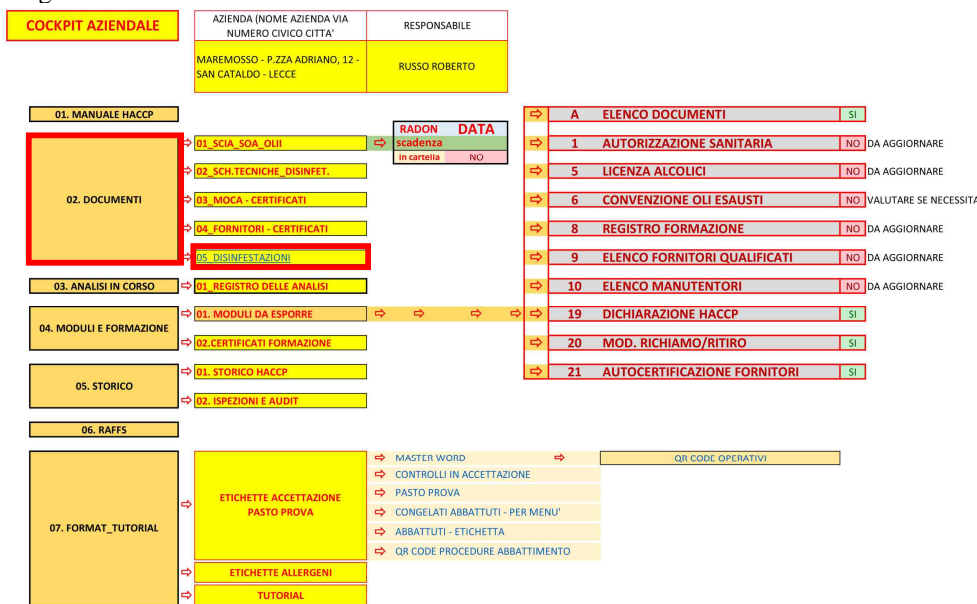 COCKPIT AZIENDALE
AZIENDA (NOME AZIENDA VIA
NUMERO CIVICO CITTA'
RESPONSABILE
MAREMOSSO - P.ZZA ADRIANO, 12 -
SAN CATALDO - LECCE
RUSSO ROBERTO
01. MANUALE HACCP
A ELENCO DOCUMENTI SI
RADON DATA
scadenza
in cartella NO
01_SCIA_SOA_OLII
1 AUTORIZZAZIONE SANITARIA NO DA AGGIORNARE
02_SCH.TECNICHE_DISINFET.
5 LICENZA ALCOLICI NO DA AGGIORNARE
02. DOCUMENTI
03_MOCA - CERTIFICATI
6 CONVENZIONE OLI ESAUSTI NO VALUTARE SE NECESSITA
04_FORNITORI - CERTIFICATI
8 REGISTRO FORMAZIONE NO DA AGGIORNARE
05_DISINFESTAZIONI
9 ELENCO FORNITORI QUALIFICATI NO DA AGGIORNARE
03. ANALISI IN CORSO
01_REGISTRO DELLE ANALISI
10 ELENCO MANUTENTORI NO DA AGGIORNARE
04. MODULI E FORMAZIONE
01. MODULI DA ESPORRE
19 DICHIARAZIONE HACCP SI
02.CERTIFICATI FORMAZIONE
20 MOD. RICHIAMO/RITIRO SI
05. STORICO
01. STORICO HACCP
21 AUTOCERTIFICAZIONE FORNITORI SI
02. ISPEZIONI E AUDIT
06. RAFFS
07. FORMAT_TUTORIAL
ETICHETTE ACCETTAZIONE
PASTO PROVA
MASTER WORD
QR CODE OPERATIVI
CONTROLLI IN ACCETTAZIONE
PASTO PROVA
CONGELATI ABBATTUTI - PER MENU'
ABBATTUTI - ETICHETTA
QR CODE PROCEDURE ABBATTIMENTO
ETICHETTE ALLERGENI
TUTORIAL